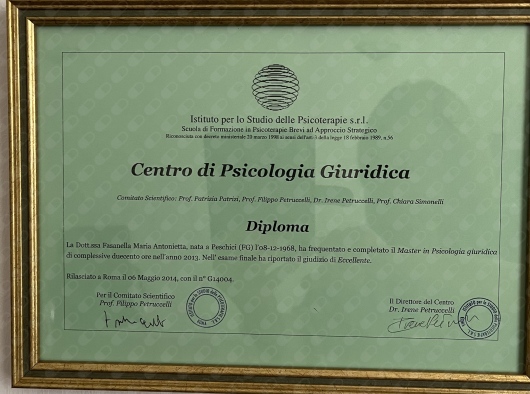 Istituto per lo Studio delle Psicoterapie s.r.l.
Scuola di Formazione in Psicoterapie Brevi ad Approccio Strategico
Riconosciuta con decreto ministeriale 20 marzo 1998 ai sensi dell'art.3 della legge 18 febbraio 1989, n.56
Centro di Psicologia Giuridica
Comitato Scientifico: Prof. Patrizia Patrizi, Prof. Filippo Petruccelli, Dr. Irene Petruccelli, Prof. Chiara Simonelli
Diploma
La Dott.ssa Fasanella Maria Antonietta, nata a Peschici (FG) l'08-12-1968, ha frequentato e completato il Master in Psicologia giuridica
di complessive duecento ore nell'anno 2013. Nell' esame finale ha riportato il giudizio di Eccellente.
Rilasciato a Roma il 06 Maggio 2014, con il n° G14004.
Per il Comitato Scientifico
Prof. Filippo Petruccelli
Il Direttore del Centro
Dr. Irene Petruccelli